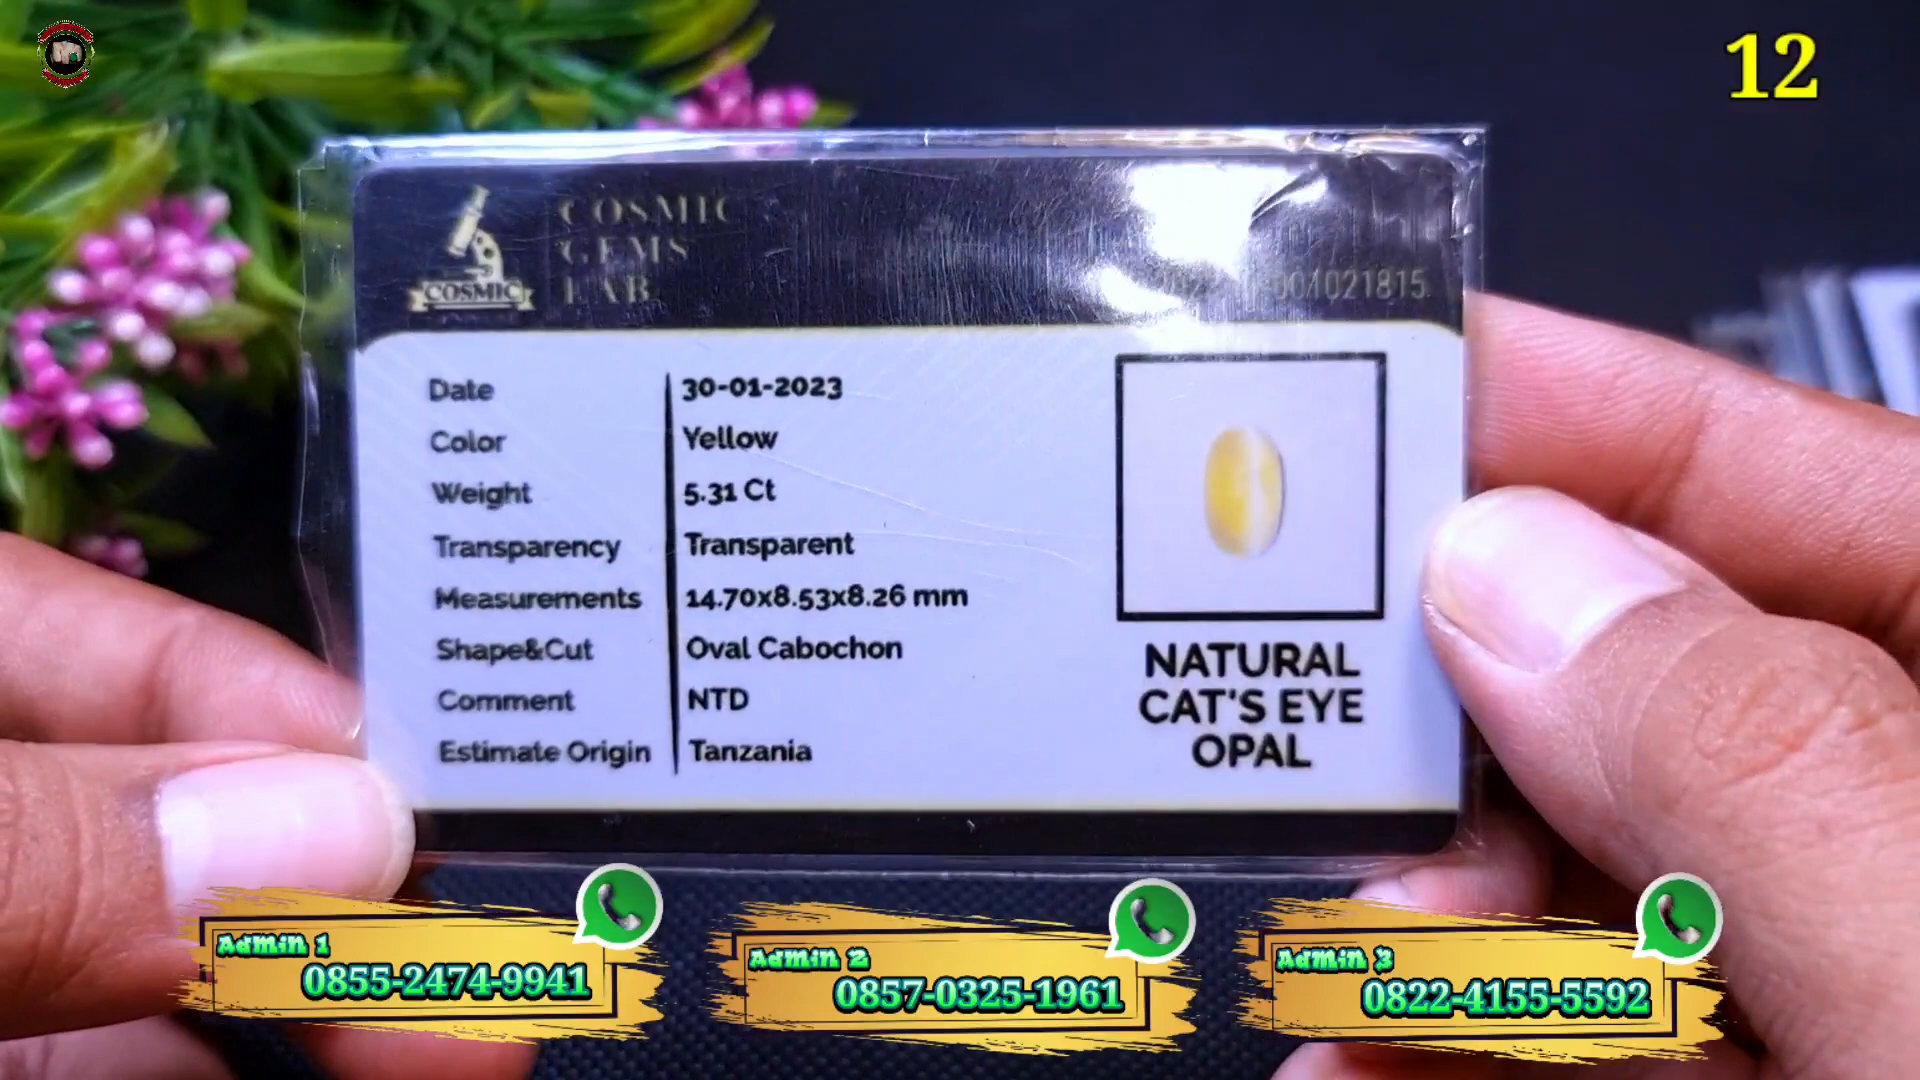 12
COSMIC
GEMS
LAB
COSMIC
001021815
Date 30-01-2023
Color Yellow
Weight 5.31 Ct
Transparency Transparent
Measurements 14.70x8.53x8.26 mm
Shape&Cut Oval Cabochon
Comment NTD
Estimate Origin Tanzania
NATURAL
CAT'S EYE
OPAL
Admin 1
0855-2474-9941
Admin 2
0857-0325-1961
Admin 3
0822-4155-5592